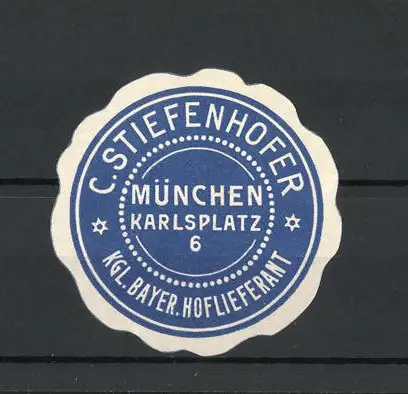 C. STIEFENHOFER
MÜNCHEN
KARLSPLATZ
6
KGL. BAYER. HOFLIEFERANT